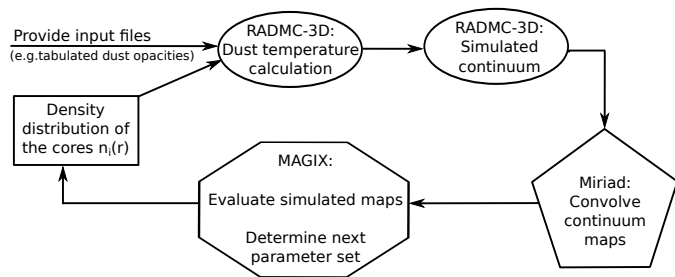 Provide input files
(e.g.tabulated dust opacities)
RADMC-3D:
Dust temperature
calculation
RADMC-3D:
Simulated
continuum
Density
distribution of
the cores nᵢ(r)
MAGIX:
Evaluate simulated maps
Determine next
parameter set
Miriad:
Convolve
continuum
maps